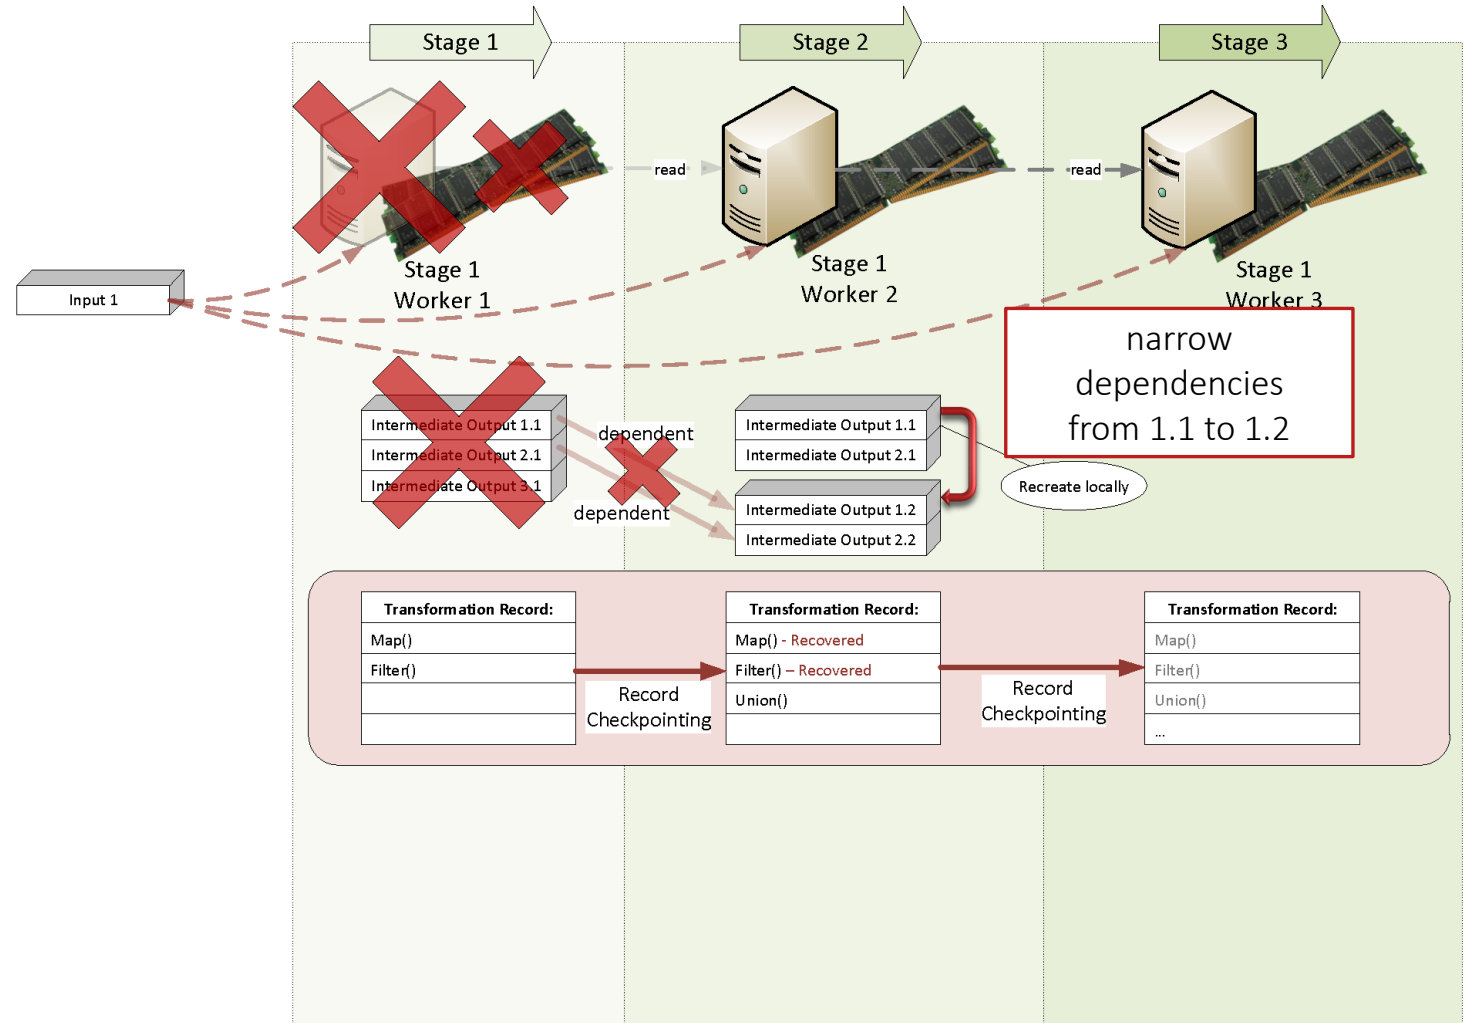 Stage 1
Stage 2
Stage 3
read
read
Stage 1
Worker 1
Stage 1
Worker 2
Stage 1
Worker 3
Input 1
narrow
dependencies
from 1.1 to 1.2
Intermediate Output 1.1
Intermediate Output 2.1
Intermediate Output 3.1
dependent
dependent
Intermediate Output 1.1
Intermediate Output 2.1
Intermediate Output 1.2
Intermediate Output 2.2
Recreate locally
Transformation Record:
Map()
Filter()
Record
Checkpointing
Transformation Record:
Map() - Recovered
Filter() – Recovered
Union()
Record
Checkpointing
Transformation Record:
Map()
Filter()
Union()
...